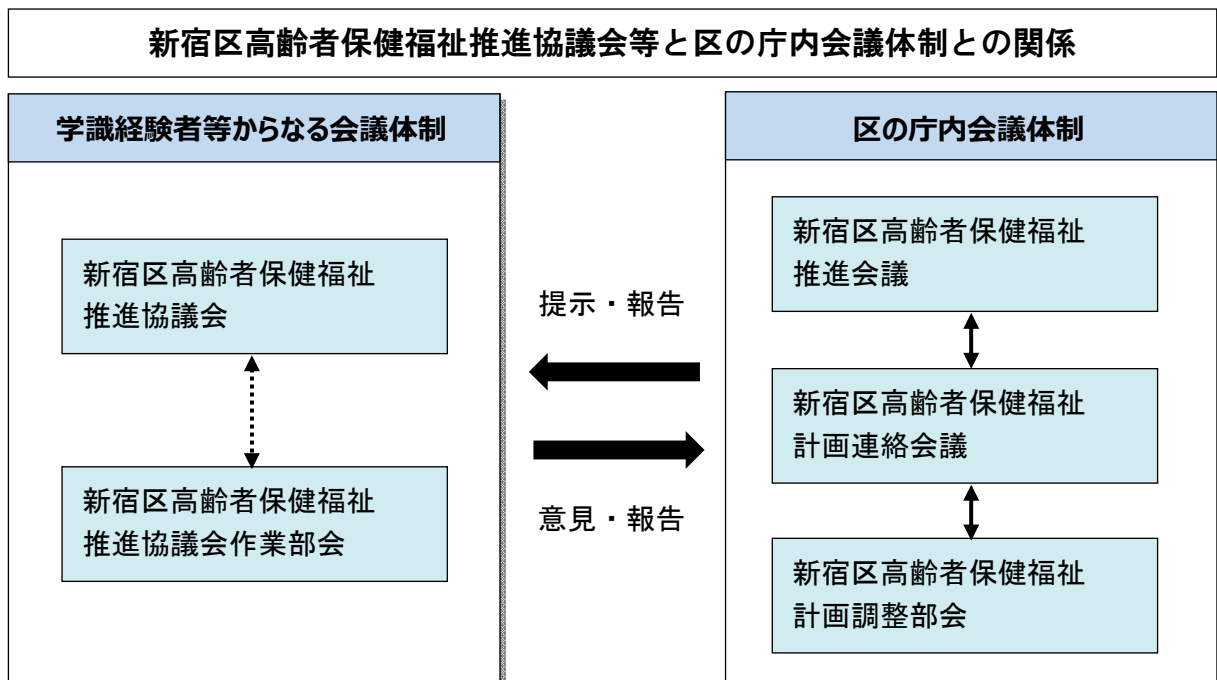 新宿区高齢者保健福祉推進協議会等と区の庁内会議体制との関係
学識経験者等からなる会議体制
新宿区高齢者保健福祉
推進協議会
新宿区高齢者保健福祉
推進協議会作業部会
提示・報告
意見・報告
区の庁内会議体制
新宿区高齢者保健福祉
推進会議
新宿区高齢者保健福祉
計画連絡会議
新宿区高齢者保健福祉
計画調整部会